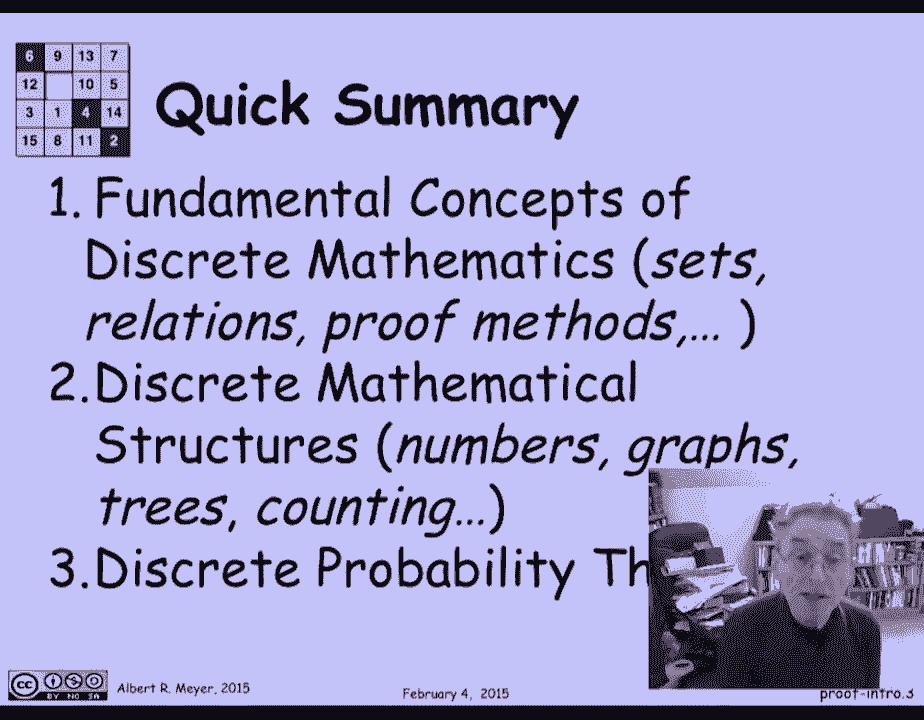 6 9 13 7
12 10 5
3 1 4 14
15 8 11 2
Quick Summary
1. Fundamental Concepts of
Discrete Mathematics (sets,
relations, proof methods,... )
2.Discrete Mathematical
Structures (numbers, graphs,
trees, counting...)
3.Discrete Probability Th
cc
BY NC SA
Albert R. Meyer, 2015
February 4, 2015
proof-intro.3